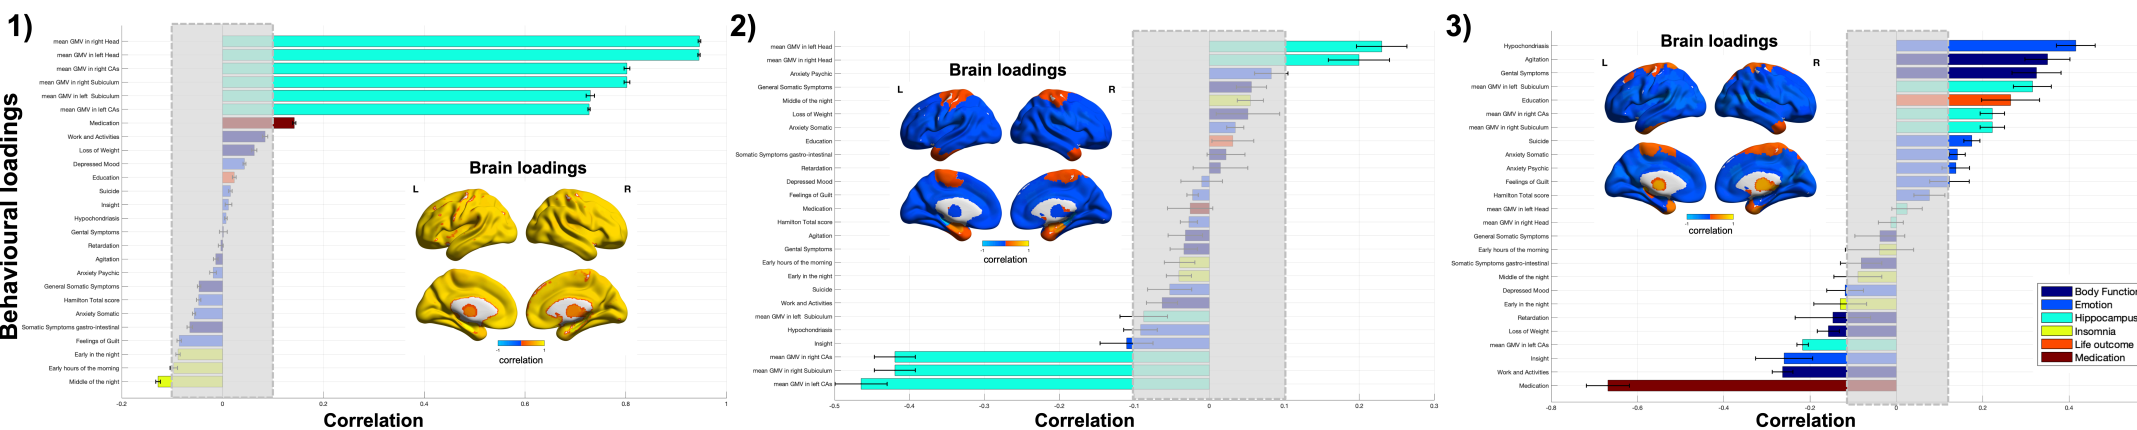 1)
Behavioural loadings
mean GMV in right Head
mean GMV in left Head
mean GMV in right CAs
mean GMV in right Subiculum
mean GMV in left Subiculum
mean GMV in left CAs
Medication
Work and Activities
Loss of Weight
Depressed Mood
Education
Suicide
Insight
Hypochondriasis
Gental Symptoms
Retardation
Agitation
Anxiety Psychic
General Somatic Symptoms
Hamilton Total score
Anxiety Somatic
Somatic Symptoms gastro-intestinal
Feelings of Guilt
Early in the night
Early hours of the morning
Middle of the night
-0.2 0 0.2 0.4 0.6 0.8 1
Correlation
Brain loadings
L R
-1 1
correlation
2)
mean GMV in left Head
mean GMV in right Head
Anxiety Psychic
General Somatic Symptoms
Middle of the night
Loss of Weight
Anxiety Somatic
Education
Somatic Symptoms gastro-intestinal
Retardation
Depressed Mood
Feelings of Guilt
Medication
Hamilton Total score
Agitation
Gental Symptoms
Early hours of the morning
Early in the night
Suicide
Work and Activities
mean GMV in left Subiculum
Hypochondriasis
Insight
mean GMV in right CAs
mean GMV in right Subiculum
mean GMV in left CAs
-0.5 -0.4 -0.3 -0.2 -0.1 0 0.1 0.2 0.3
Correlation
Brain loadings
L R
-1 1
correlation
3)
Hypochondriasis
Agitation
Gental Symptoms
mean GMV in left Subiculum
Education
mean GMV in right CAs
mean GMV in right Subiculum
Suicide
Anxiety Somatic
Anxiety Psychic
Feelings of Guilt
Hamilton Total score
mean GMV in left Head
mean GMV in right Head
General Somatic Symptoms
Early hours of the morning
Somatic Symptoms gastro-intestinal
Middle of the night
Depressed Mood
Early in the night
Retardation
Loss of Weight
mean GMV in left CAs
Insight
Work and Activities
Medication
-0.8 -0.6 -0.4 -0.2 0 0.2 0.4
Correlation
Brain loadings
L R
-1 1
correlation
Body Function
Emotion
Hippocampus
Insomnia
Life outcome
Medication